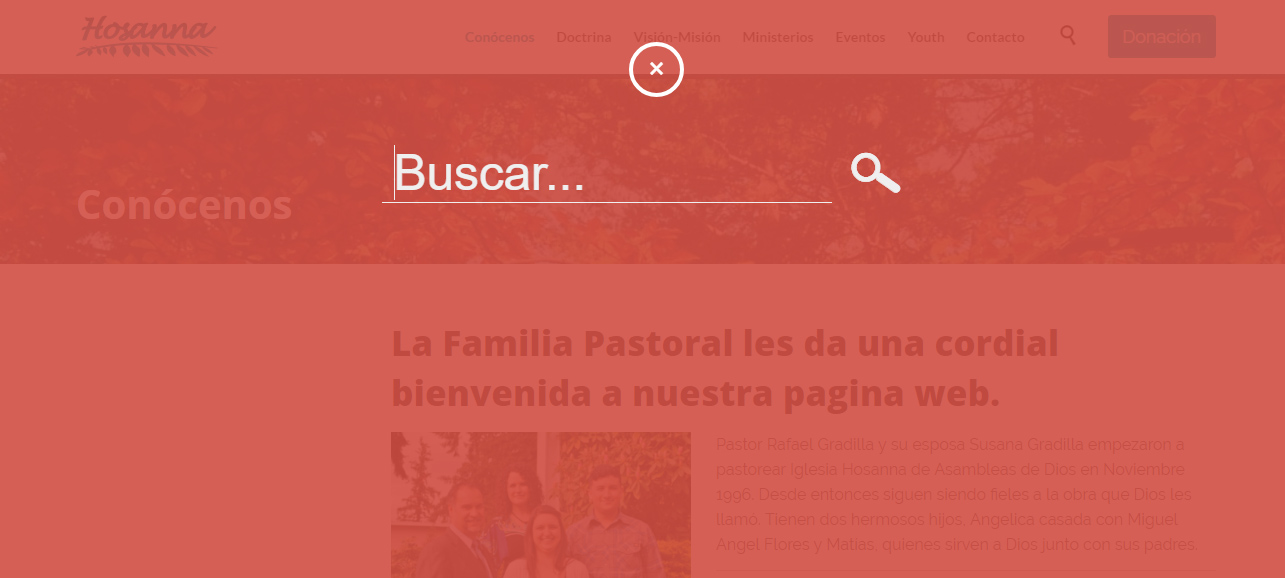 Hosanna
Conócenos Doctrina Visión-Misión Ministerios Eventos Youth Contacto Donación
×
Buscar...
Conócenos
La Familia Pastoral les da una cordial
bienvenida a nuestra pagina web.
Pastor Rafael Gradilla y su esposa Susana Gradilla empezaron a
pastorear iglesia Hosanna de Asambleas de Dios en Noviembre
1996. Desde entonces siguen siendo fieles a la obra que Dios les
llamó. Tienen dos hermosos hijos, Angelica casada con Miguel
Angel Flores y Matias, quienes sirven a Dios junto con sus padres.